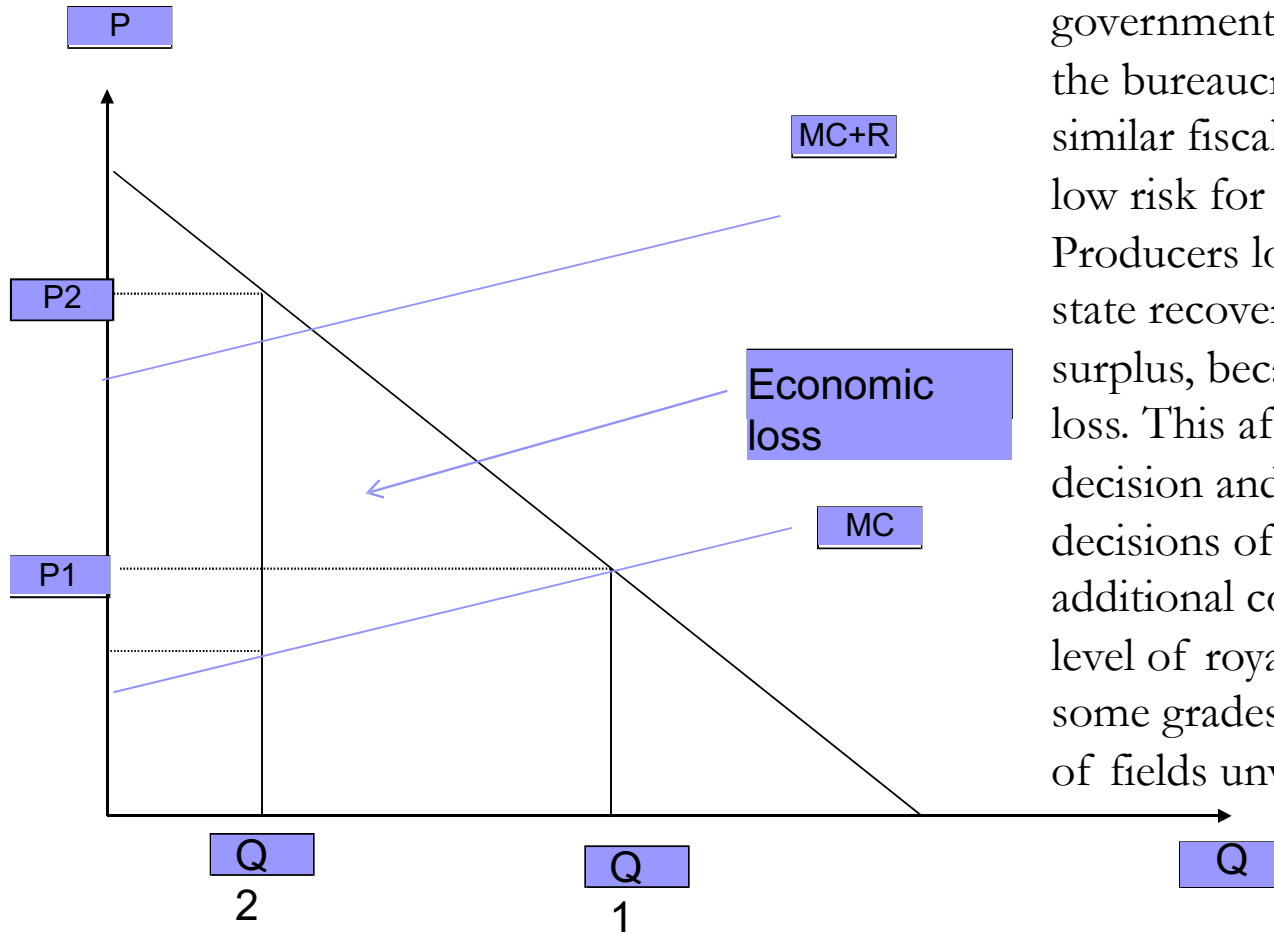 P
government
the bureaucr
similar fiscal
low risk for
Producers lo
state recover
surplus, beca
loss. This af
decision and
decisions of
additional co
level of roya
some grades
of fields unv
MC+R
P2
Economic
loss
MC
P1
Q
2
Q
1
Q